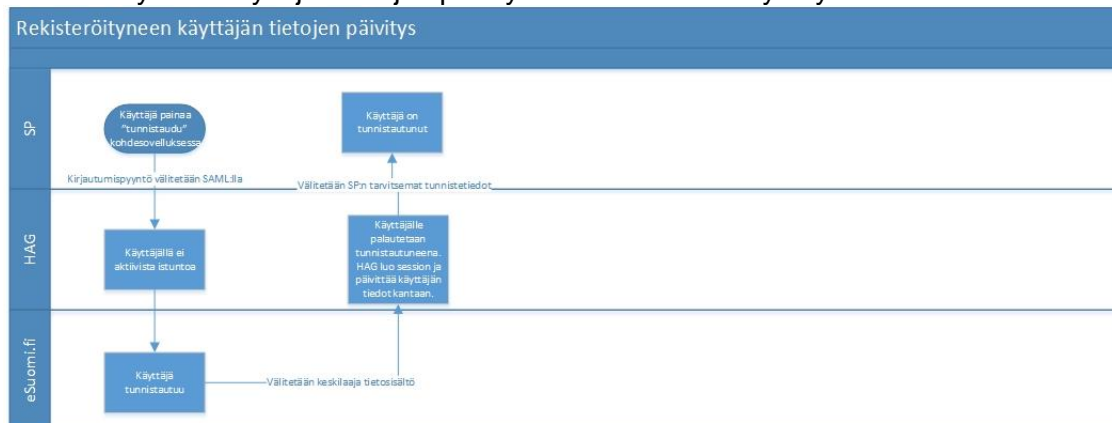 Rekisteröityneen käyttäjän tietojen päivitys
SP
Käyttäjä painaa
"tunnistaudu"
kohdesovelluksessa
Käyttäjä on
tunnistautunut
Kirjautumispyyntö välitetään SAML:lla
Välitetään SP:n tarvitsemat tunnistetiedot
HAG
Käyttäjällä ei
aktiivista istuntoa
Käyttäjälle
palautetaan
tunnistautuneena.
HAG luo session ja
päivittää käyttäjän
tiedot kantaan.
eSuomi.fi
Käyttäjä
tunnistautuu
Välitetään keskilaaja tietosisältö